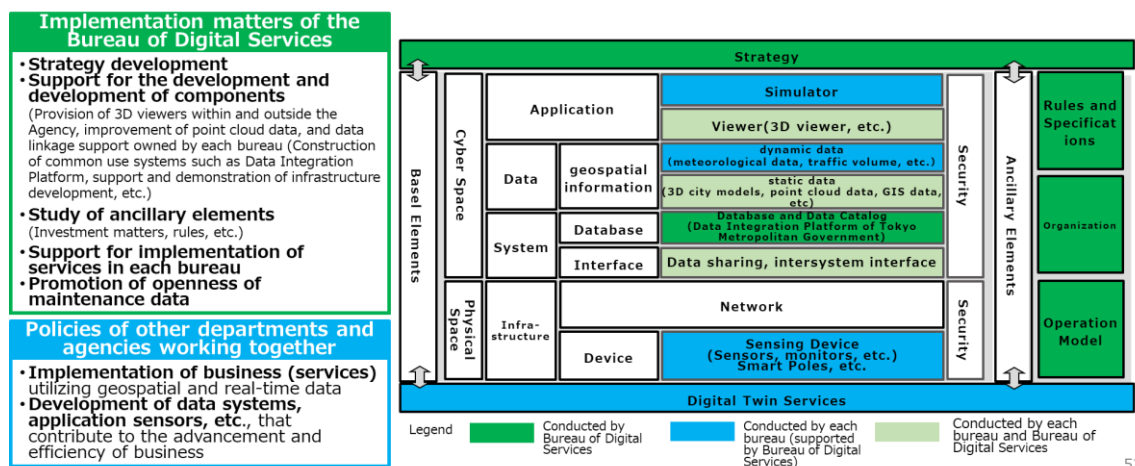 Implementation matters of the
Bureau of Digital Services
・Strategy development
・Support for the development and
development of components
(Provision of 3D viewers within and outside the
Agency, improvement of point cloud data, and data
linkage support owned by each bureau (Construction
of common use systems such as Data Integration
Platform, support and demonstration of infrastructure
development, etc.)
・Study of ancillary elements
(Investment matters, rules, etc.)
・Support for implementation of
services in each bureau
・Promotion of openness of
maintenance data
Policies of other departments and
agencies working together
・Implementation of business (services)
utilizing geospatial and real-time data
・Development of data systems,
application sensors, etc., that
contribute to the advancement and
efficiency of business
Strategy
Basel Elements
Cyber Space
Application
Simulator
Viewer(3D viewer, etc.)
Data
geospatial
information
dynamic data
(meteorological data, traffic volume, etc.)
static data
(3D city models, point cloud data, GIS data,
etc)
System
Database
Database and Data Catalog
(Data Integration Platform of Tokyo
Metropolitan Government)
Interface
Data sharing, intersystem interface
Security
Physical
Space
Infra-
structure
Network
Device
Sensing Device
(Sensors, monitors, etc.)
Smart Poles, etc.
Security
Ancillary Elements
Rules and
Specificat
ions
Organization
Operation
Model
Digital Twin Services
Legend
Conducted by
Bureau of Digital
Services
Conducted by each
bureau (supported
by Bureau of Digital
Services)
Conducted by each
bureau and Bureau of
Digital Services